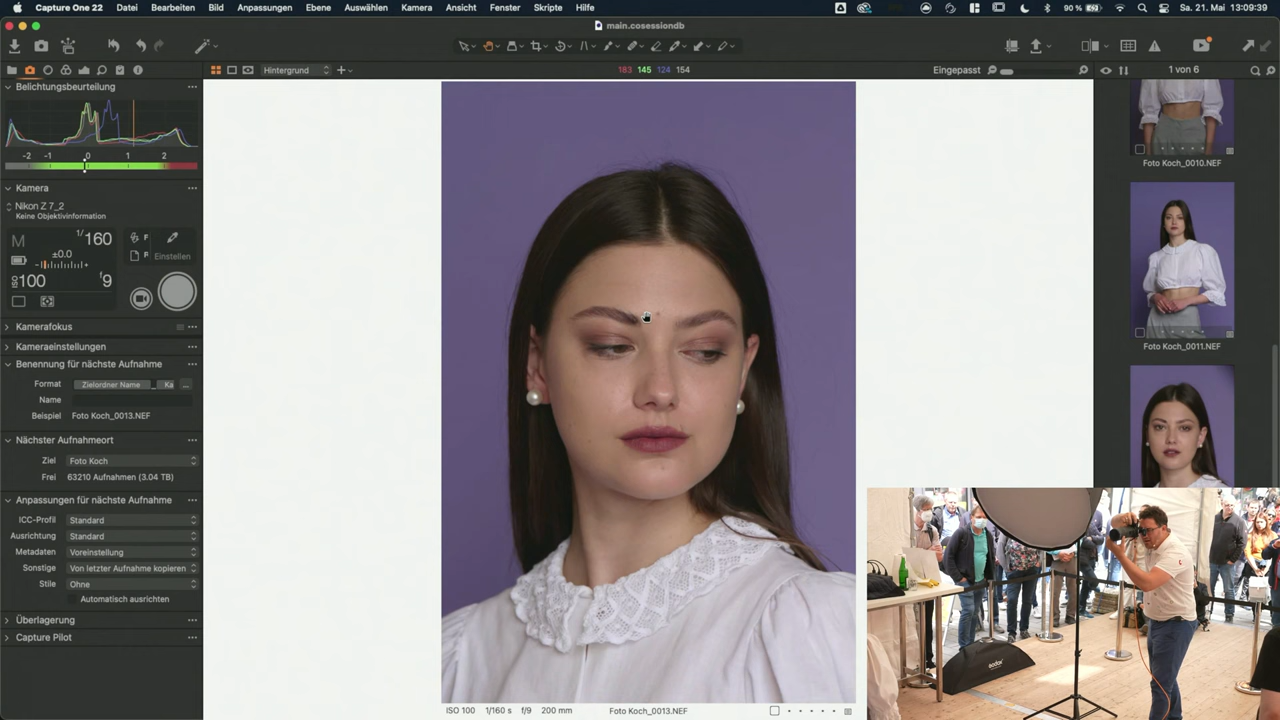 Capture One 22 Datei Bearbeiten Bild Anpassungen Ebene Auswählen Kamera Ansicht Fenster Skripte Hilfe 90 % Sa. 21. Mai 13:09:39
main.cosessiondb
Hintergrund 183 145 124 154 Eingepasst 1 von 6
Belichtungsbeurteilung
-2 -1 0 1 2
Kamera
Nikon Z 7_2
Keine Objektivinformation
M 1/160 F
±0.0 F Einstellen
ISO 100 f9
Kamerafokus
Kameraeinstellungen
Benennung für nächste Aufnahme
Format Zielordner Name _ Ka ...
Name
Beispiel Foto Koch_0013.NEF
Nächster Aufnahmeort
Ziel Foto Koch
Frei 63210 Aufnahmen (3.04 TB)
Anpassungen für nächste Aufnahme
ICC-Profil Standard
Ausrichtung Standard
Metadaten Voreinstellung
Sonstige Von letzter Aufnahme kopieren
Stile Ohne
Automatisch ausrichten
Überlagerung
Capture Pilot
ISO 100 1/160 s f/9 200 mm Foto Koch_0013.NEF
Foto Koch_0010.NEF
Foto Koch_0011.NEF
Godox